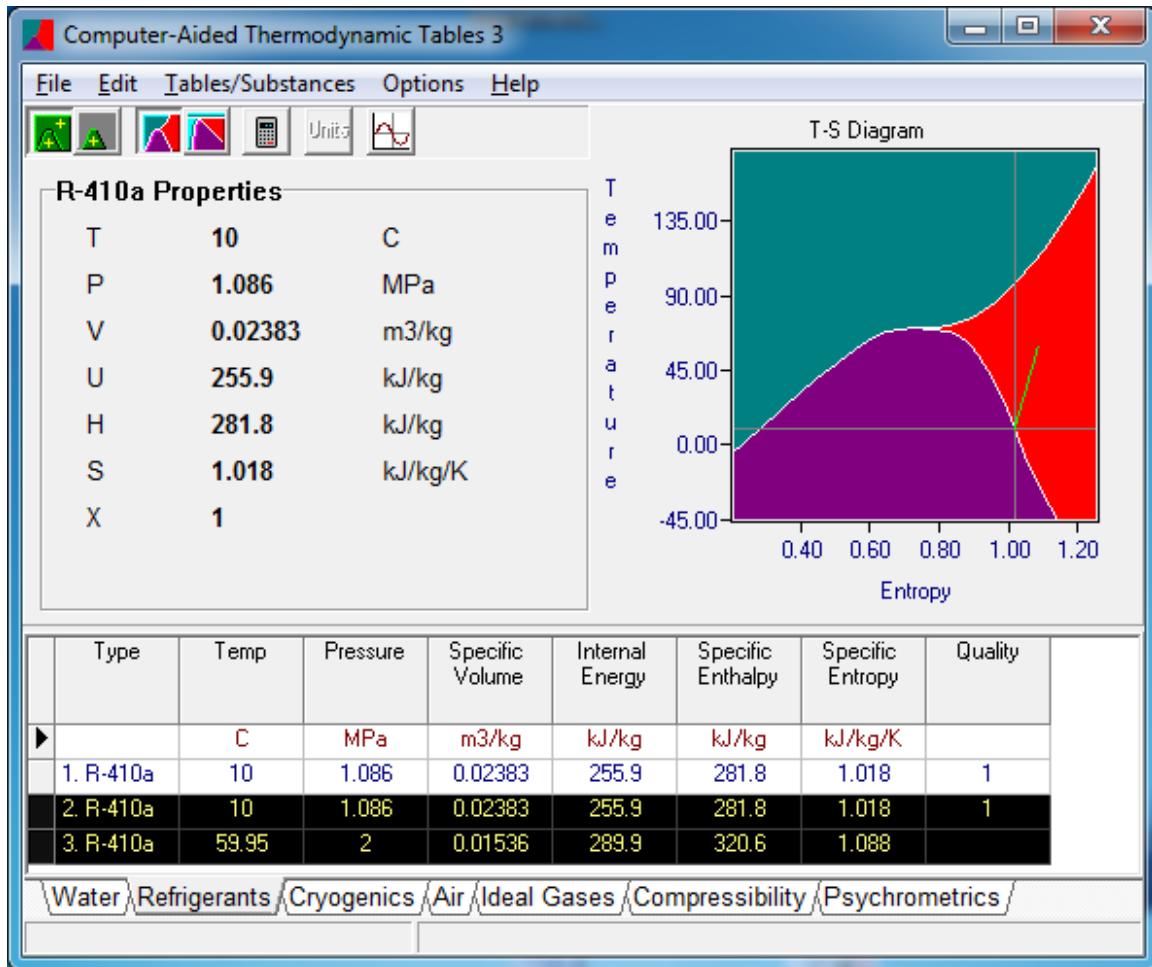 Computer-Aided Thermodynamic Tables 3
File Edit Tables/Substances Options Help
Units
T-S Diagram
R-410a Properties
T 10 C
P 1.086 MPa
V 0.02383 m3/kg
U 255.9 kJ/kg
H 281.8 kJ/kg
S 1.018 kJ/kg/K
X 1
Temperature
135.00
90.00
45.00
0.00
-45.00
0.40 0.60 0.80 1.00 1.20
Entropy
Type Temp Pressure Specific Volume Internal Energy Specific Enthalpy Specific Entropy Quality
C MPa m3/kg kJ/kg kJ/kg kJ/kg/K
1. R-410a 10 1.086 0.02383 255.9 281.8 1.018 1
2. R-410a 10 1.086 0.02383 255.9 281.8 1.018 1
3. R-410a 59.95 2 0.01536 289.9 320.6 1.088
Water Refrigerants Cryogenics Air Ideal Gases Compressibility Psychrometrics